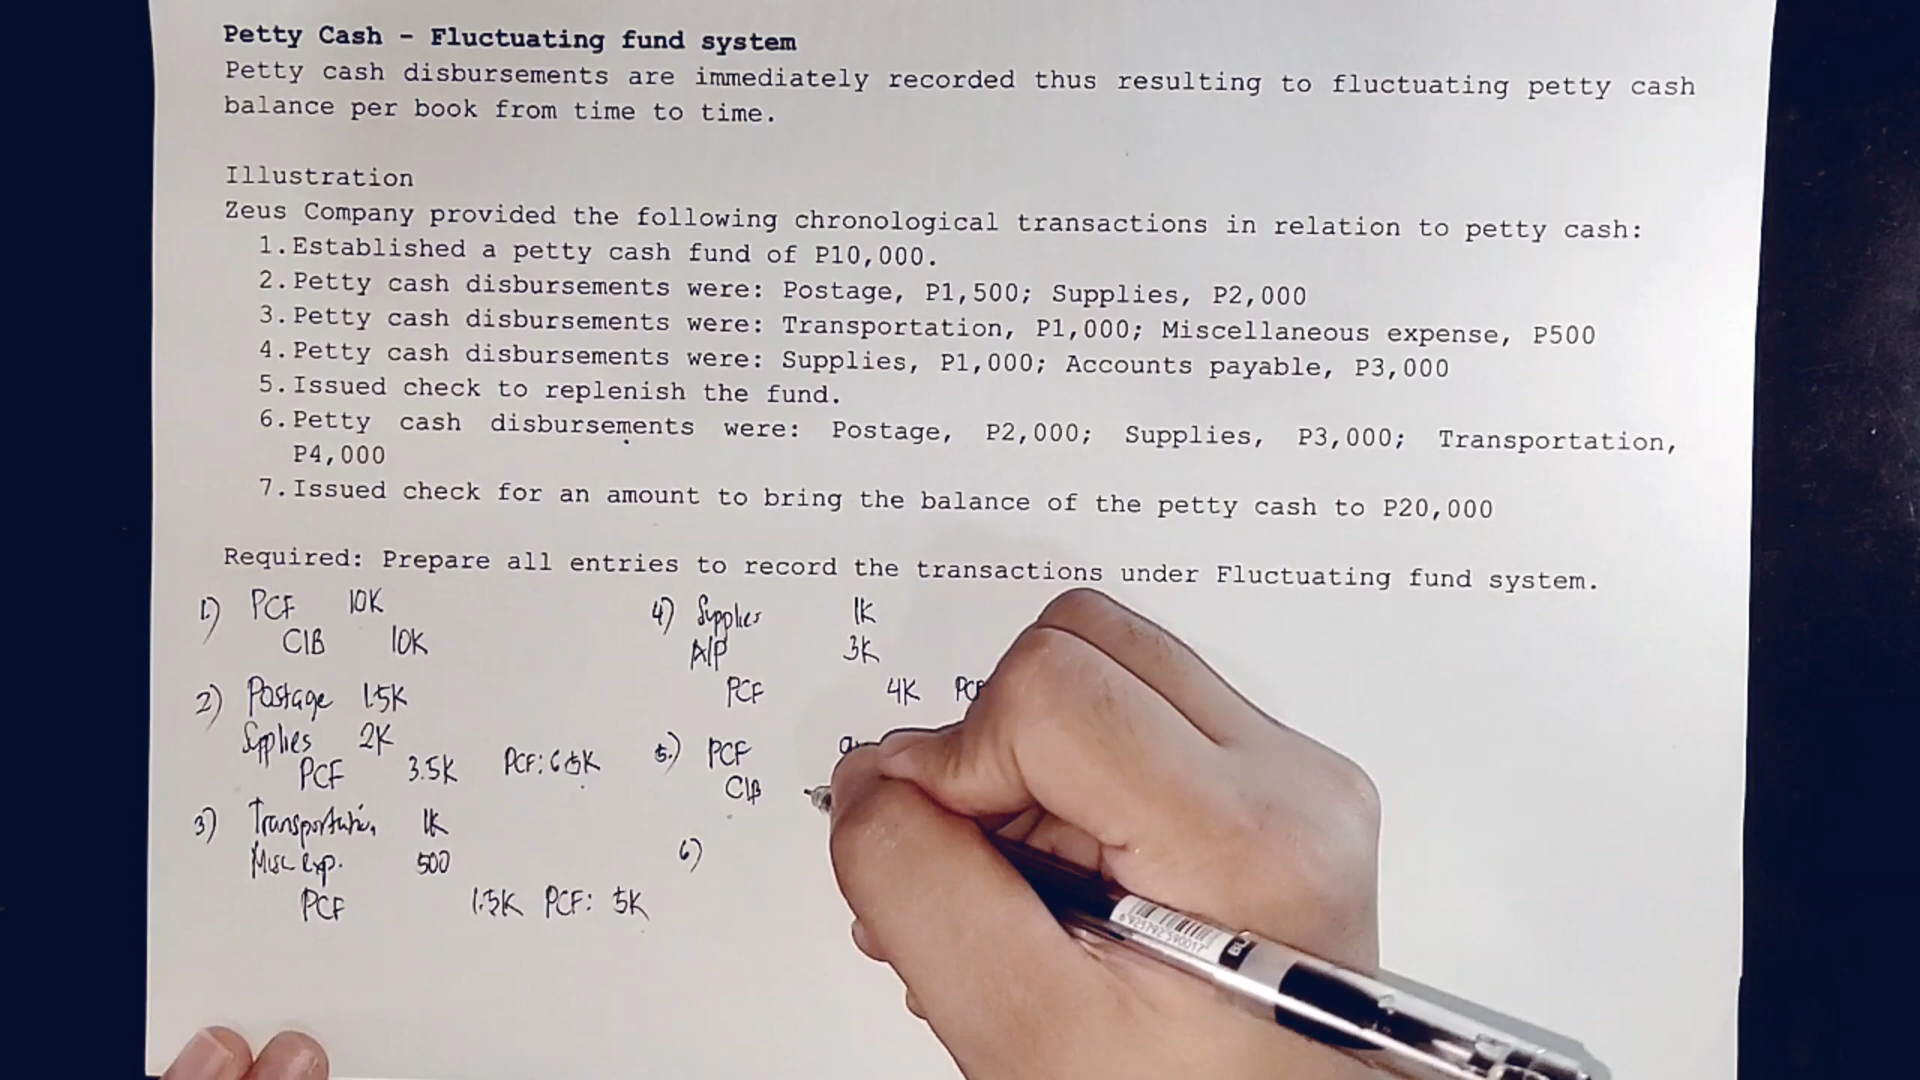 Petty Cash - Fluctuating fund system
Petty cash disbursements are immediately recorded thus resulting to fluctuating petty cash
balance per book from time to time.
Illustration
Zeus Company provided the following chronological transactions in relation to petty cash:
1. Established a petty cash fund of P10,000.
2. Petty cash disbursements were: Postage, P1,500; Supplies, P2,000
3. Petty cash disbursements were: Transportation, P1,000; Miscellaneous expense, P500
4. Petty cash disbursements were: Supplies, P1,000; Accounts payable, P3,000
5. Issued check to replenish the fund.
6. Petty cash disbursements were: Postage, P2,000; Supplies, P3,000; Transportation,
P4,000
7. Issued check for an amount to bring the balance of the petty cash to P20,000
Required: Prepare all entries to record the transactions under Fluctuating fund system.
1.) PCF 10K
CIB 10K
2) Postage 1.5K
Supplies 2K
PCF 3.5K PCF: 6.5K
3) Transportation 1K
Misc Exp. 500
PCF 1.5K PCF: 5K
4) Supplies 1K
A/P 3K
PCF 4K PCF
5.) PCF
CIB
6)
6925192 590017
BL